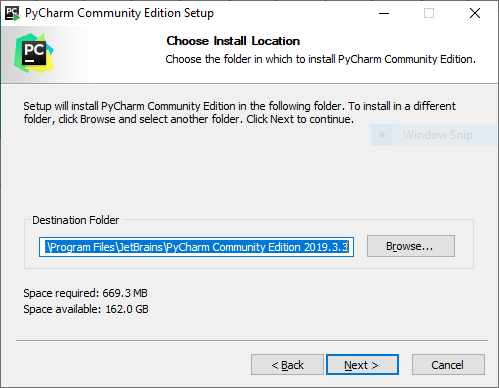 PyCharm Community Edition Setup
PC
Choose Install Location
Choose the folder in which to install PyCharm Community Edition.
Setup will install PyCharm Community Edition in the following folder. To install in a different
folder, click Browse and select another folder. Click Next to continue.
Window Snip
Destination Folder
:\Program Files\JetBrains\PyCharm Community Edition 2019.3.3
Browse...
Space required: 669.3 MB
Space available: 162.0 GB
< Back
Next >
Cancel